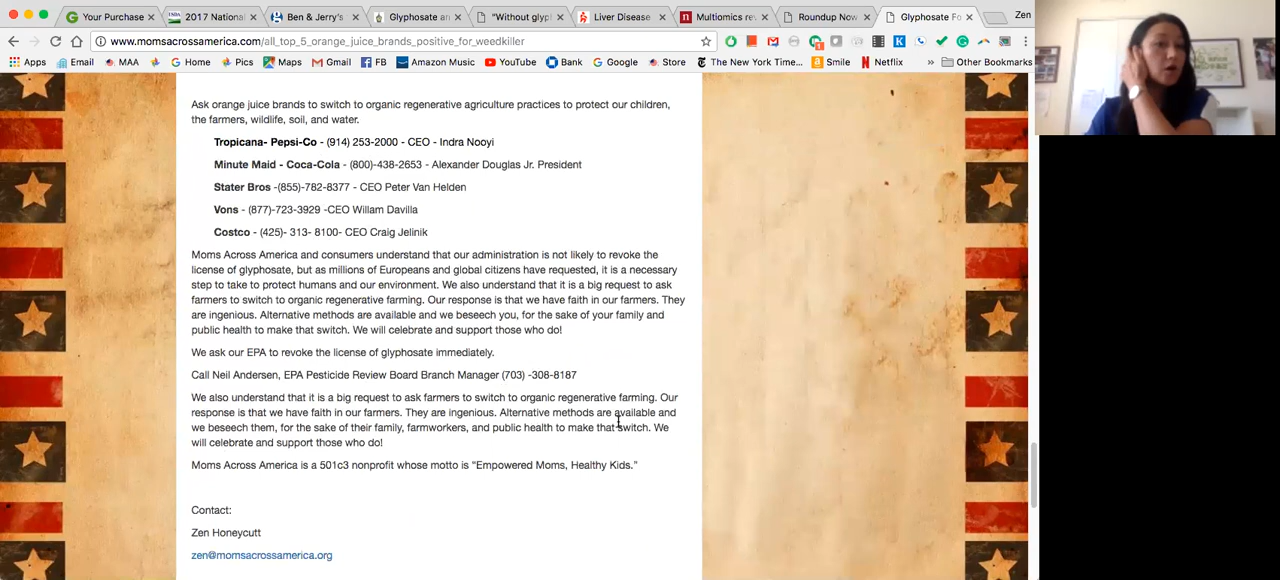 Your Purchase
2017 National
Ben & Jerry's
Glyphosate an
"Without glyp
Liver Disease
Multiomics rev
Roundup Now
Glyphosate Fo
Zen
www.momsacrossamerica.com/all_top_5_orange_juice_brands_positive_for_weedkiller
Apps Email MAA Home Pics Maps Gmail FB Amazon Music YouTube Bank Google Store The New York Time... Smile Netflix » Other Bookmarks
Ask orange juice brands to switch to organic regenerative agriculture practices to protect our children,
the farmers, wildlife, soil, and water.
Tropicana- Pepsi-Co - (914) 253-2000 - CEO - Indra Nooyi
Minute Maid - Coca-Cola - (800)-438-2653 - Alexander Douglas Jr. President
Stater Bros -(855)-782-8377 - CEO Peter Van Helden
Vons - (877)-723-3929 -CEO Willam Davilla
Costco - (425)- 313- 8100- CEO Craig Jelinik
Moms Across America and consumers understand that our administration is not likely to revoke the
license of glyphosate, but as millions of Europeans and global citizens have requested, it is a necessary
step to take to protect humans and our environment. We also understand that it is a big request to ask
farmers to switch to organic regenerative farming. Our response is that we have faith in our farmers. They
are ingenious. Alternative methods are available and we beseech you, for the sake of your family and
public health to make that switch. We will celebrate and support those who do!
We ask our EPA to revoke the license of glyphosate immediately.
Call Neil Andersen, EPA Pesticide Review Board Branch Manager (703) -308-8187
We also understand that it is a big request to ask farmers to switch to organic regenerative farming. Our
response is that we have faith in our farmers. They are ingenious. Alternative methods are available and
we beseech them, for the sake of their family, farmworkers, and public health to make that switch. We
will celebrate and support those who do!
Moms Across America is a 501c3 nonprofit whose motto is “Empowered Moms, Healthy Kids.”
Contact:
Zen Honeycutt
zen@momsacrossamerica.org